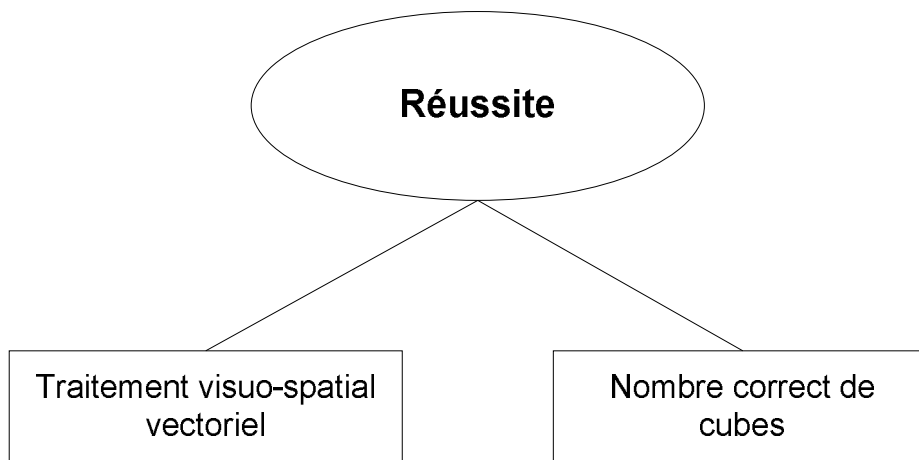 Réussite
Traitement visuo-spatial
vectoriel
Nombre correct de
cubes